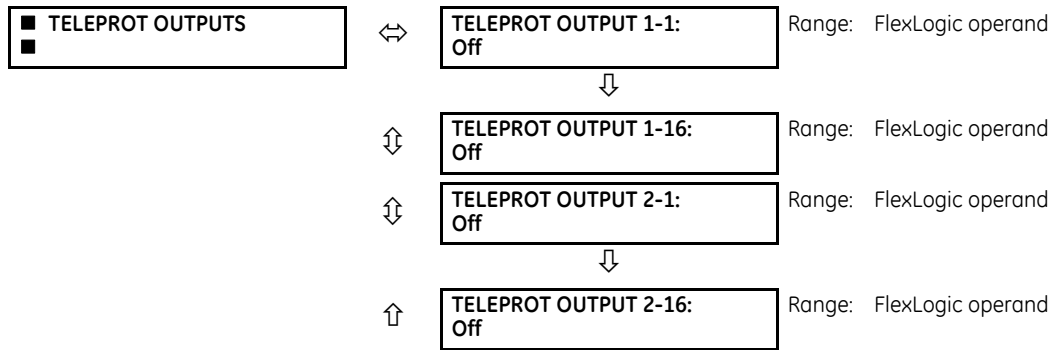 ■ TELEPROT OUTPUTS
■
TELEPROT OUTPUT 1-1:
Off
Range: FlexLogic operand
TELEPROT OUTPUT 1-16:
Off
Range: FlexLogic operand
TELEPROT OUTPUT 2-1:
Off
Range: FlexLogic operand
TELEPROT OUTPUT 2-16:
Off
Range: FlexLogic operand